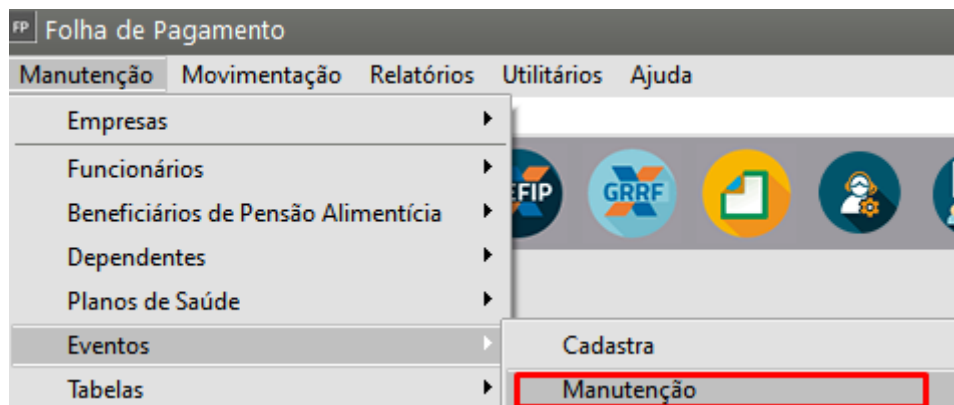 FP Folha de Pagamento
Manutenção Movimentação Relatórios Utilitários Ajuda
Empresas
Funcionários
EFIP GRRF
Beneficiários de Pensão Alimentícia
Dependentes
Planos de Saúde
Eventos
Cadastra
Tabelas
Manutenção